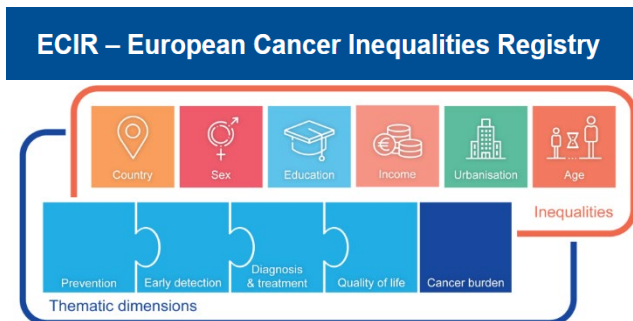 ECIR – European Cancer Inequalities Registry
Country
Sex
Education
Income
Urbanisation
Age
Inequalities
Prevention
Early detection
Diagnosis
& treatment
Quality of life
Cancer burden
Thematic dimensions